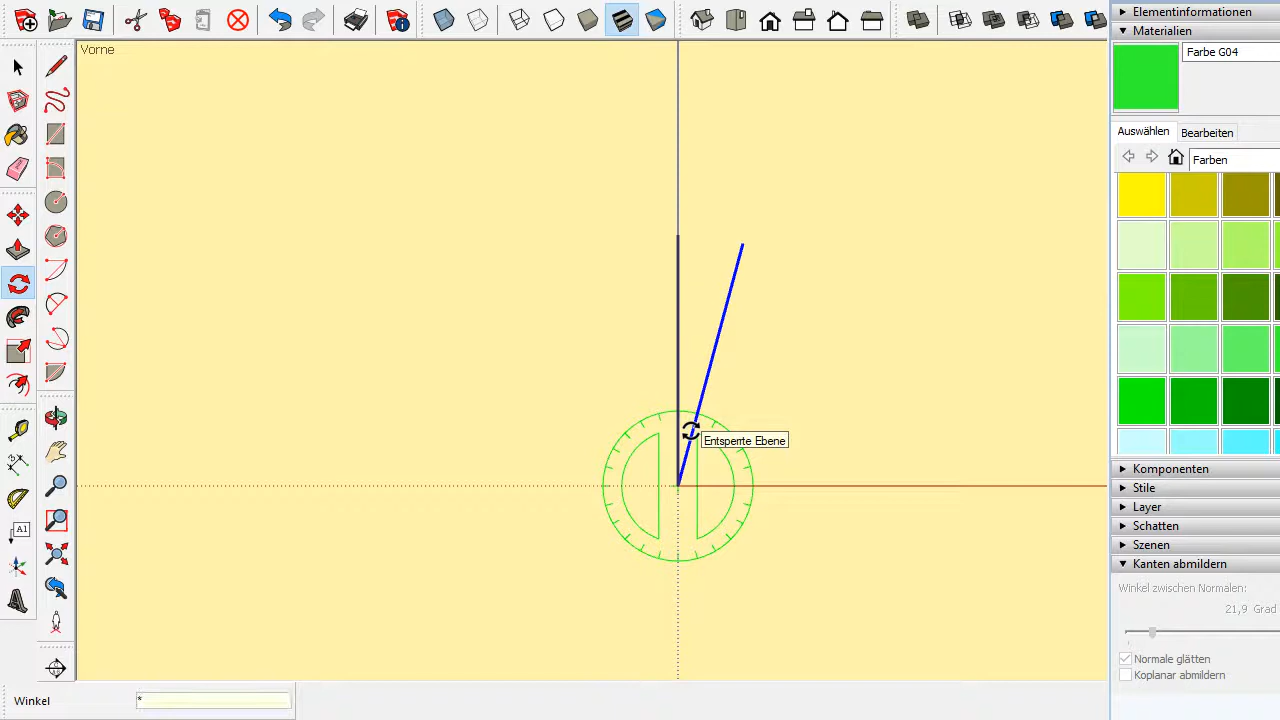 Elementinformationen
Materialien
Vorne
Farbe G04
Auswählen
Bearbeiten
Farben
Entsperrte Ebene
A1
Komponenten
Stile
Layer
Schatten
Szenen
Kanten abmildern
Winkel zwischen Normalen:
21,9 Grad
Normale glätten
Koplanar abmildern
Winkel
*